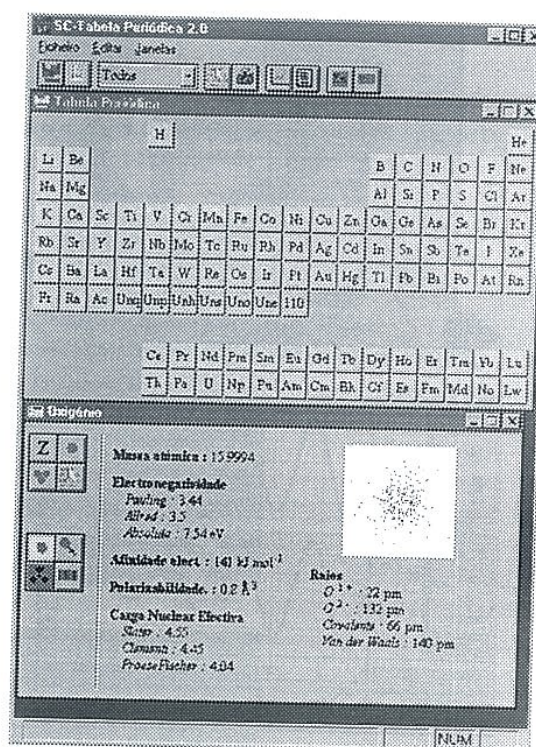 SC-Tabela Periódica 2.0
Ficheiro Editar Janelas
Todos
Tabela Periódica
H He
Li Be B C N O F Ne
Na Mg Al Si P S Cl Ar
K Ca Sc Ti V Cr Mn Fe Co Ni Cu Zn Ga Ge As Se Br Kr
Rb Sr Y Zr Nb Mo Tc Ru Rh Pd Ag Cd In Sn Sb Te I Xe
Cs Ba La Hf Ta W Re Os Ir Pt Au Hg Tl Pb Bi Po At Rn
Fr Ra Ac Unq Unp Unh Uns Uno Une 110
Ce Pr Nd Pm Sm Eu Gd Tb Dy Ho Er Tm Yb Lu
Th Pa U Np Pu Am Cm Bk Cf Es Fm Md No Lw
Oxigénio
Z
Massa atómica : 15.9994
Electronegatividade
Pauling : 3.44
Allred : 3.5
Absoluta : 7.54 eV
Afinidade elect. : 141 kJ mol⁻¹
Polarizabilidade. : 0.8 Å³
Carga Nuclear Efectiva
Slater : 4.55
Clementi : 4.45
FroeseFischer : 4.04
Raios
O ¹⁺ : 22 pm
O ²⁻ : 132 pm
Covalente : 66 pm
Van der Waals : 140 pm
NUM